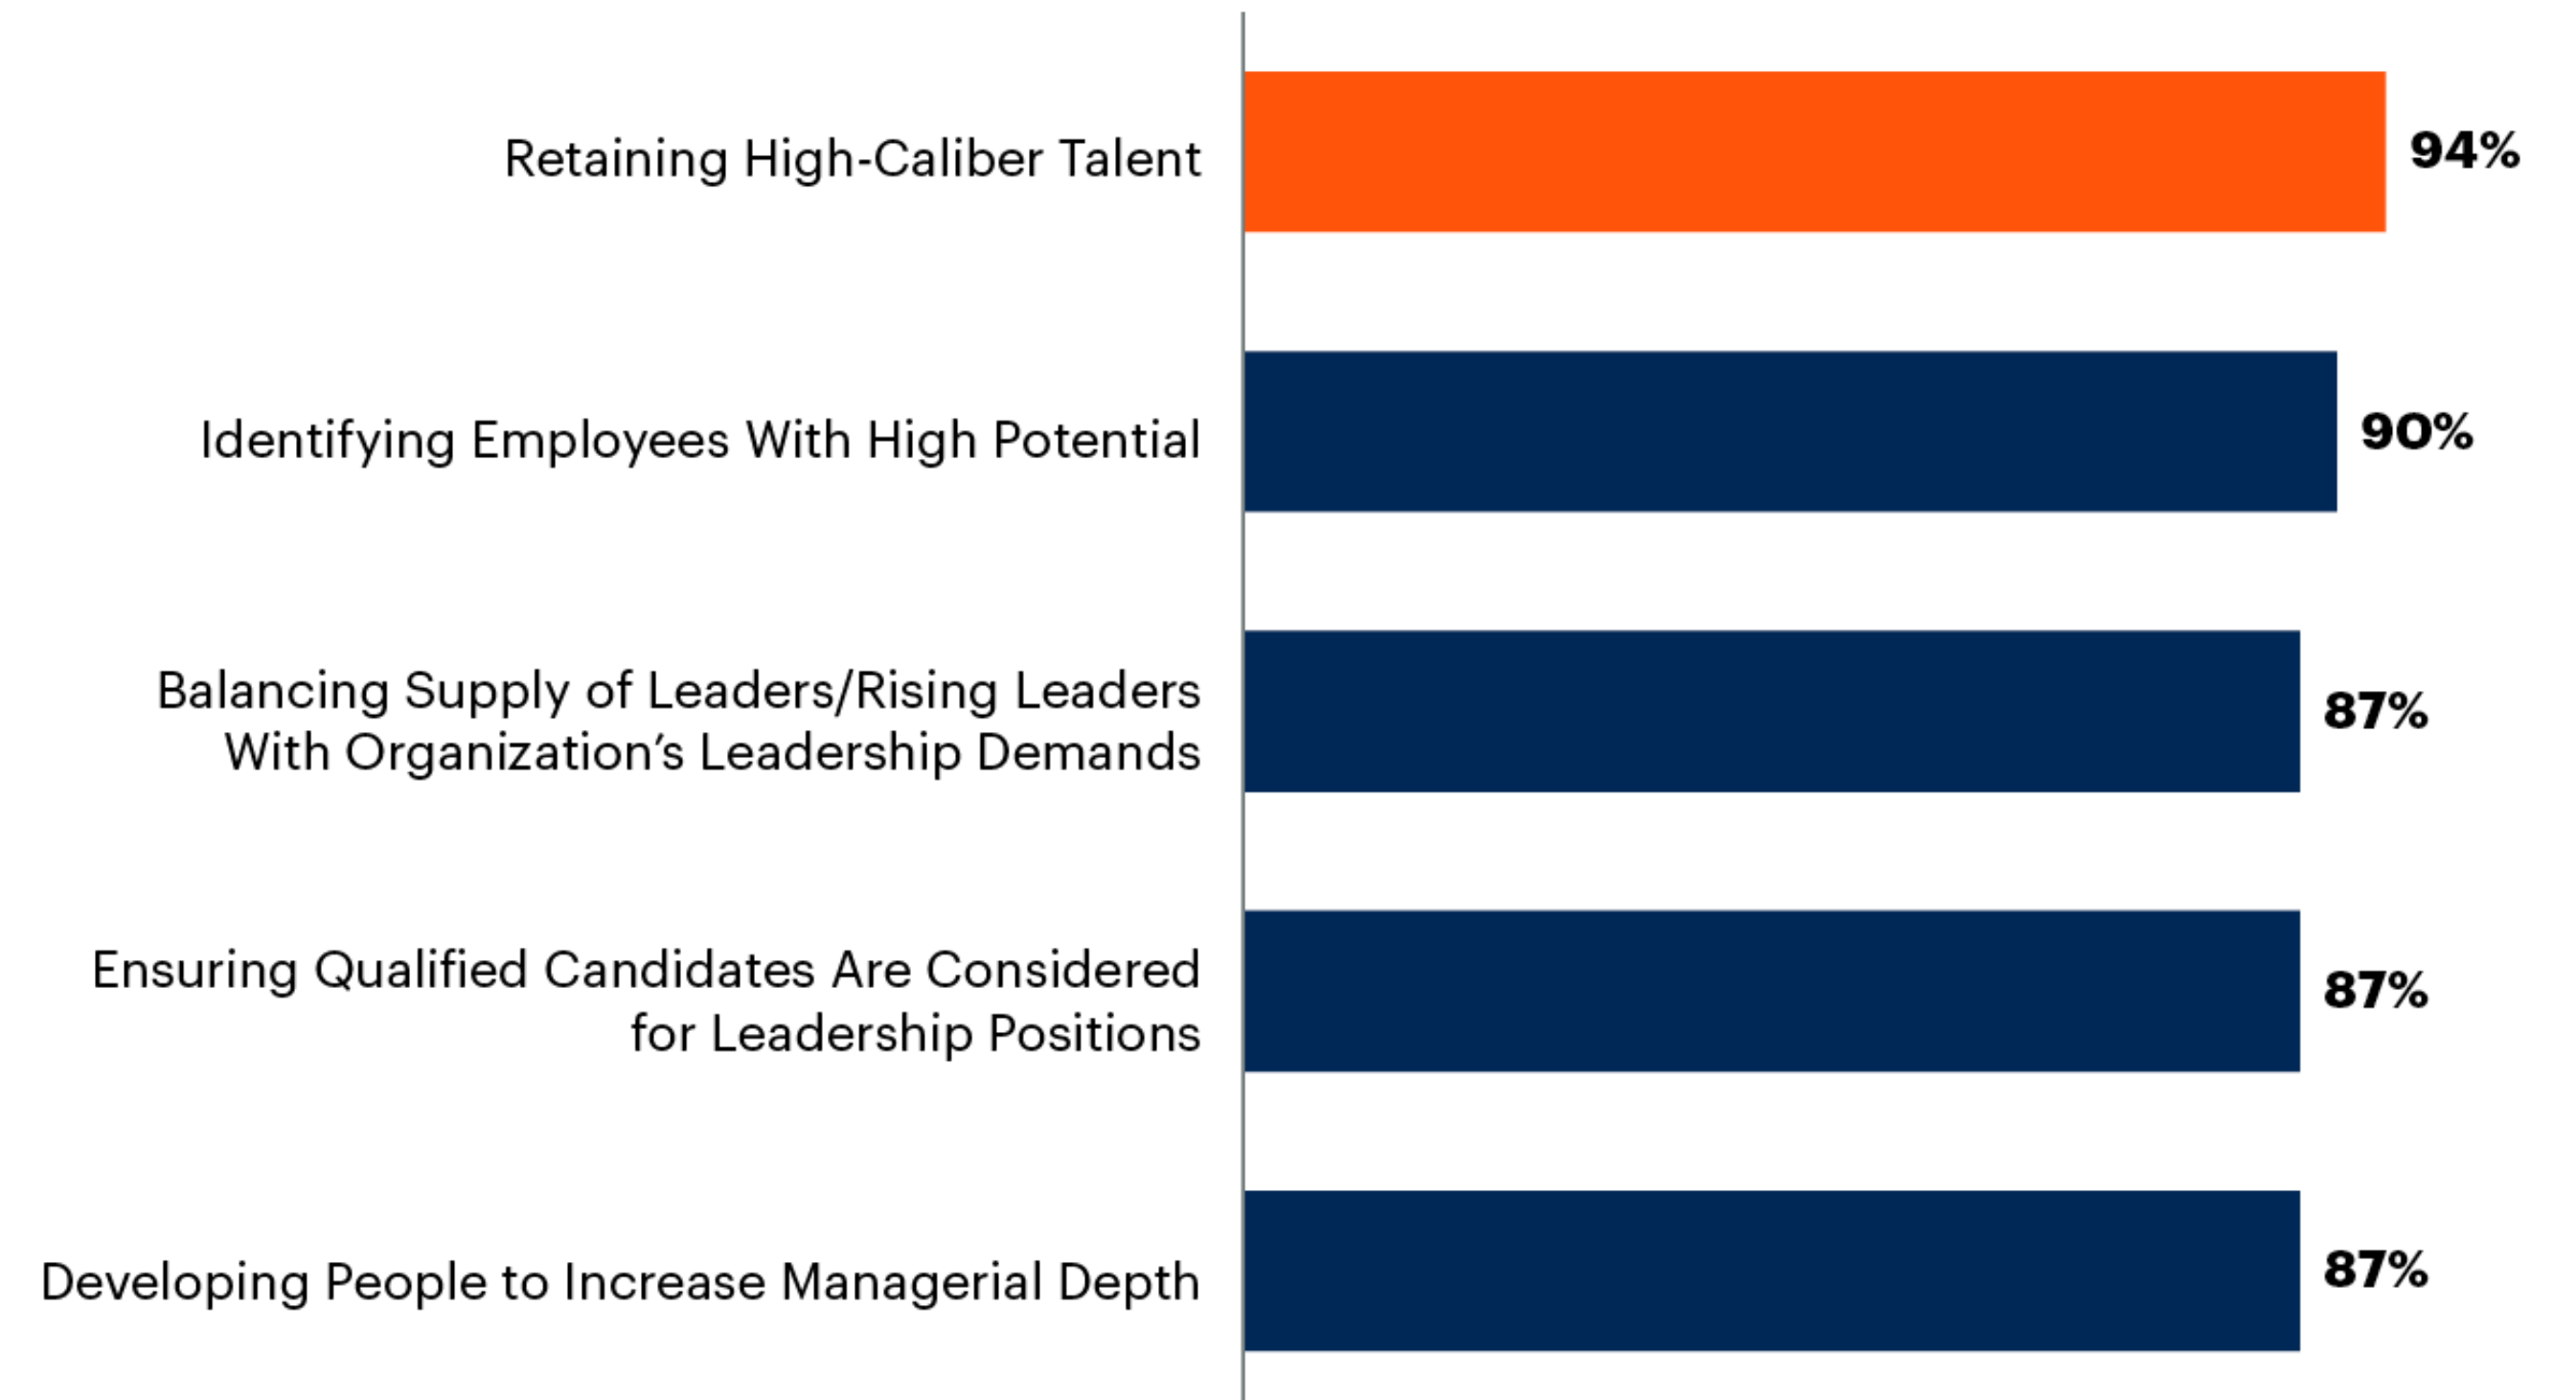 Retaining High-Caliber Talent
94%
Identifying Employees With High Potential
90%
Balancing Supply of Leaders/Rising Leaders
With Organization’s Leadership Demands
87%
Ensuring Qualified Candidates Are Considered
for Leadership Positions
87%
Developing People to Increase Managerial Depth
87%